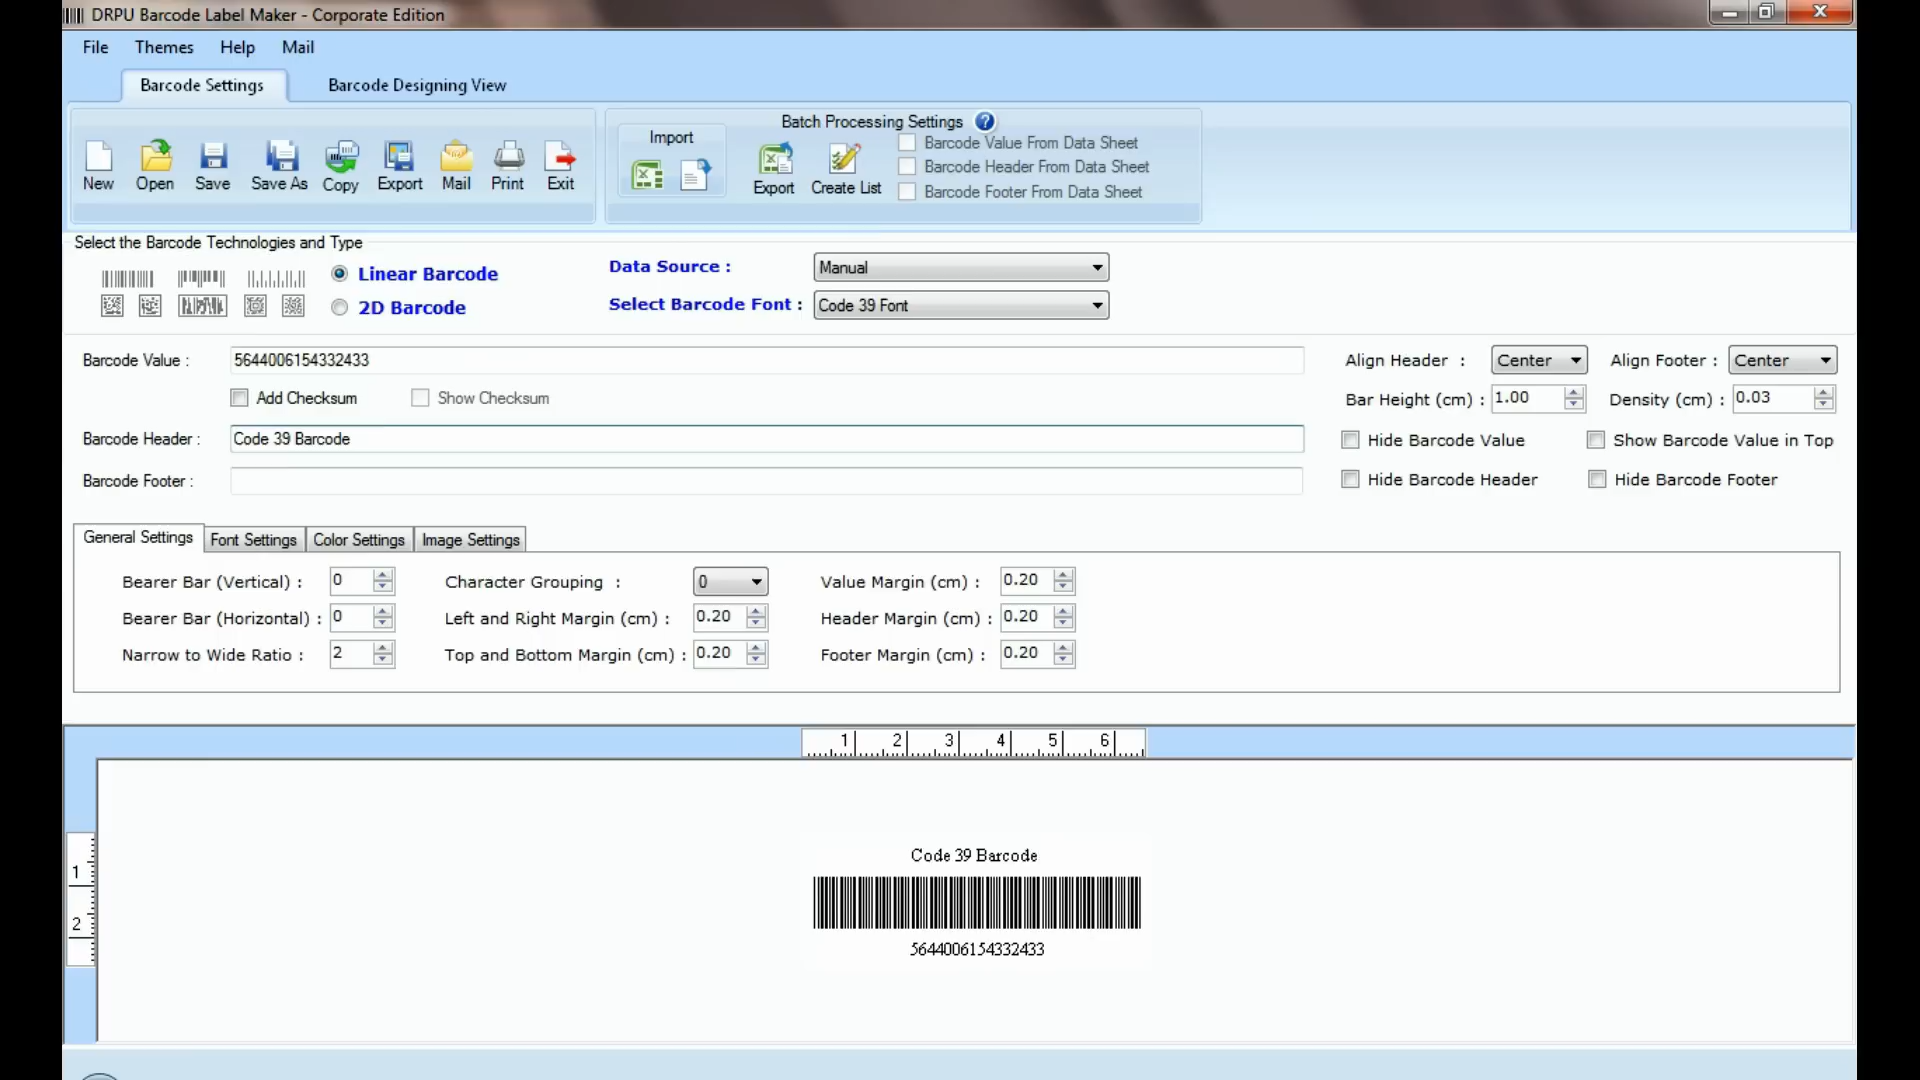 DRPU Barcode Label Maker - Corporate Edition
File Themes Help Mail
Barcode Settings Barcode Designing View
New Open Save Save As Copy Export Mail Print Exit
Import
Batch Processing Settings ?
Export Create List
Barcode Value From Data Sheet
Barcode Header From Data Sheet
Barcode Footer From Data Sheet
Select the Barcode Technologies and Type
Linear Barcode
2D Barcode
Data Source : Manual
Select Barcode Font : Code 39 Font
Barcode Value : 5644006154332433
Add Checksum Show Checksum
Barcode Header : Code 39 Barcode
Barcode Footer :
Align Header : Center Align Footer : Center
Bar Height (cm) : 1.00 Density (cm) : 0.03
Hide Barcode Value Show Barcode Value in Top
Hide Barcode Header Hide Barcode Footer
General Settings Font Settings Color Settings Image Settings
Bearer Bar (Vertical) : 0 Character Grouping : 0 Value Margin (cm) : 0.20
Bearer Bar (Horizontal) : 0 Left and Right Margin (cm) : 0.20 Header Margin (cm) : 0.20
Narrow to Wide Ratio : 2 Top and Bottom Margin (cm) : 0.20 Footer Margin (cm) : 0.20
1 2 3 4 5 6
1
2
Code 39 Barcode
5644006154332433